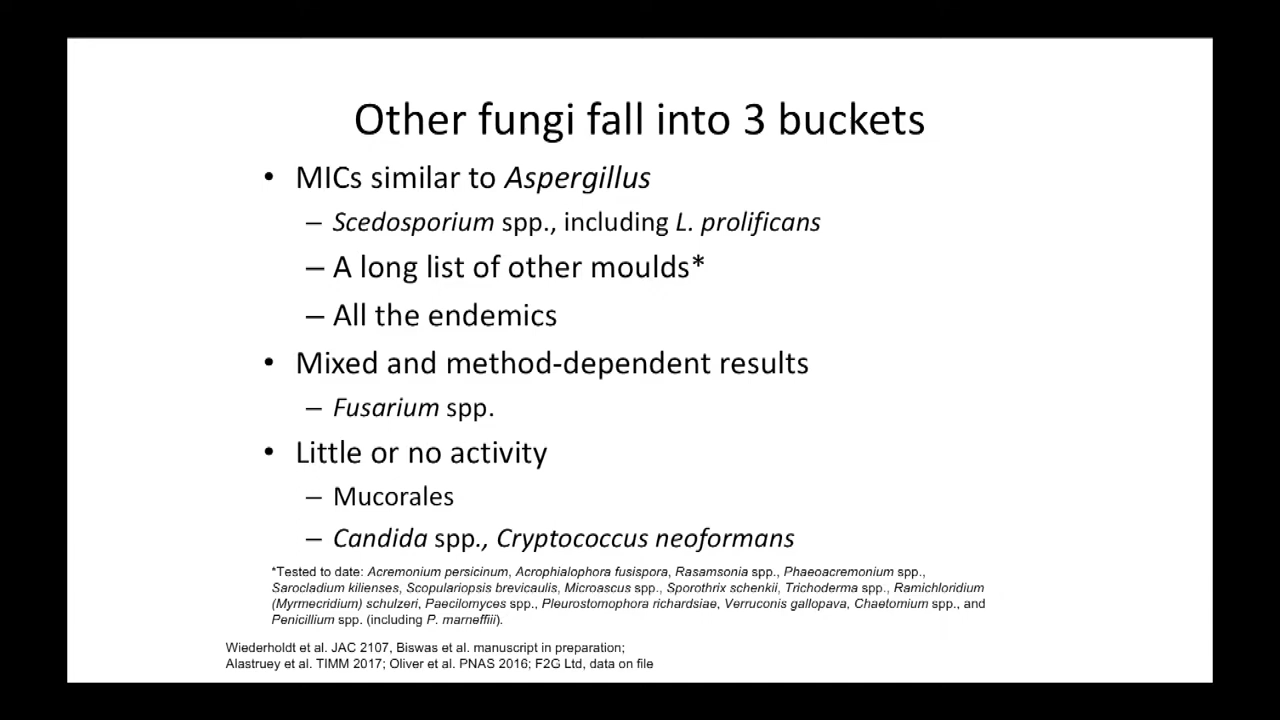 Other fungi fall into 3 buckets
• MICs similar to Aspergillus
– Scedosporium spp., including L. prolificans
– A long list of other moulds*
– All the endemics
• Mixed and method-dependent results
– Fusarium spp.
• Little or no activity
– Mucorales
– Candida spp., Cryptococcus neoformans
*Tested to date: Acremonium persicinum, Acrophialophora fusispora, Rasamsonia spp., Phaeoacremonium spp.,
Sarocladium kilienses, Scopulariopsis brevicaulis, Microascus spp., Sporothrix schenkii, Trichoderma spp., Ramichloridium
(Myrmecridium) schulzeri, Paecilomyces spp., Pleurostomophora richardsiae, Verruconis gallopava, Chaetomium spp., and
Penicillium spp. (including P. marneffiii).
Wiederholdt et al. JAC 2107, Biswas et al. manuscript in preparation;
Alastruey et al. TIMM 2017; Oliver et al. PNAS 2016; F2G Ltd, data on file